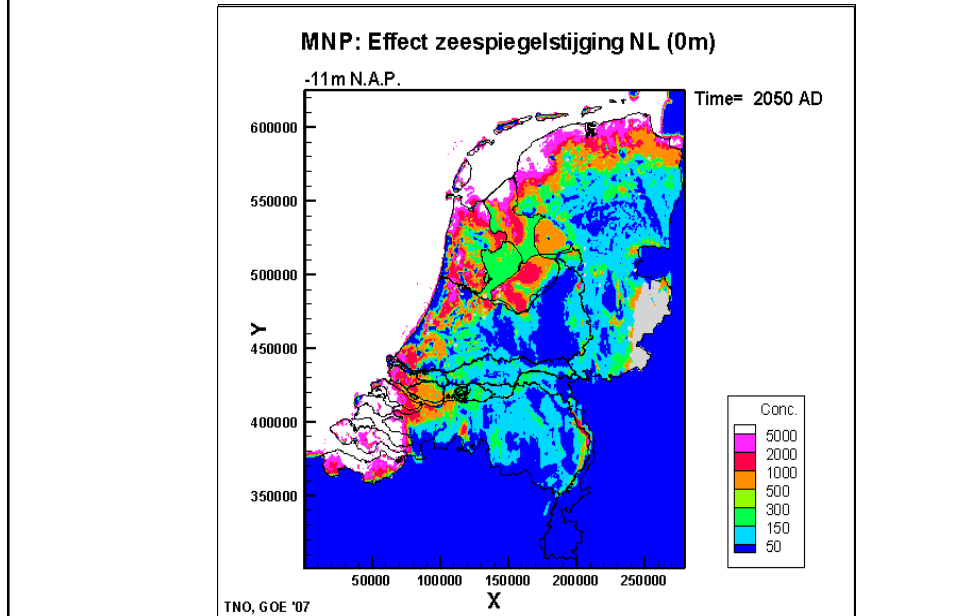 MNP: Effect zeespiegelstijging NL (0m)
-11m N.A.P.
Time= 2050 AD
600000
550000
500000
450000
400000
350000
Y
50000
100000
150000
200000
250000
X
Conc.
5000
2000
1000
500
300
150
50
TNO, GOE '07